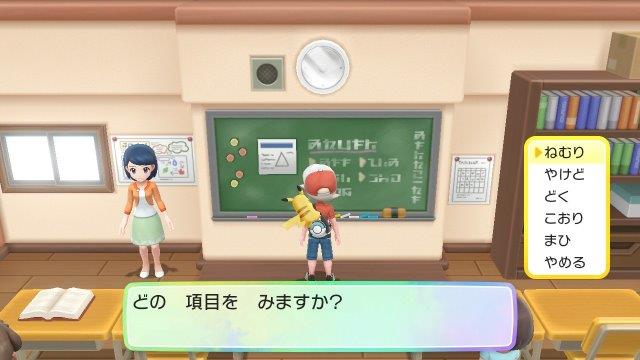 ねむり
やけど
どく
こおり
まひ
やめる
どの 項目を みますか?